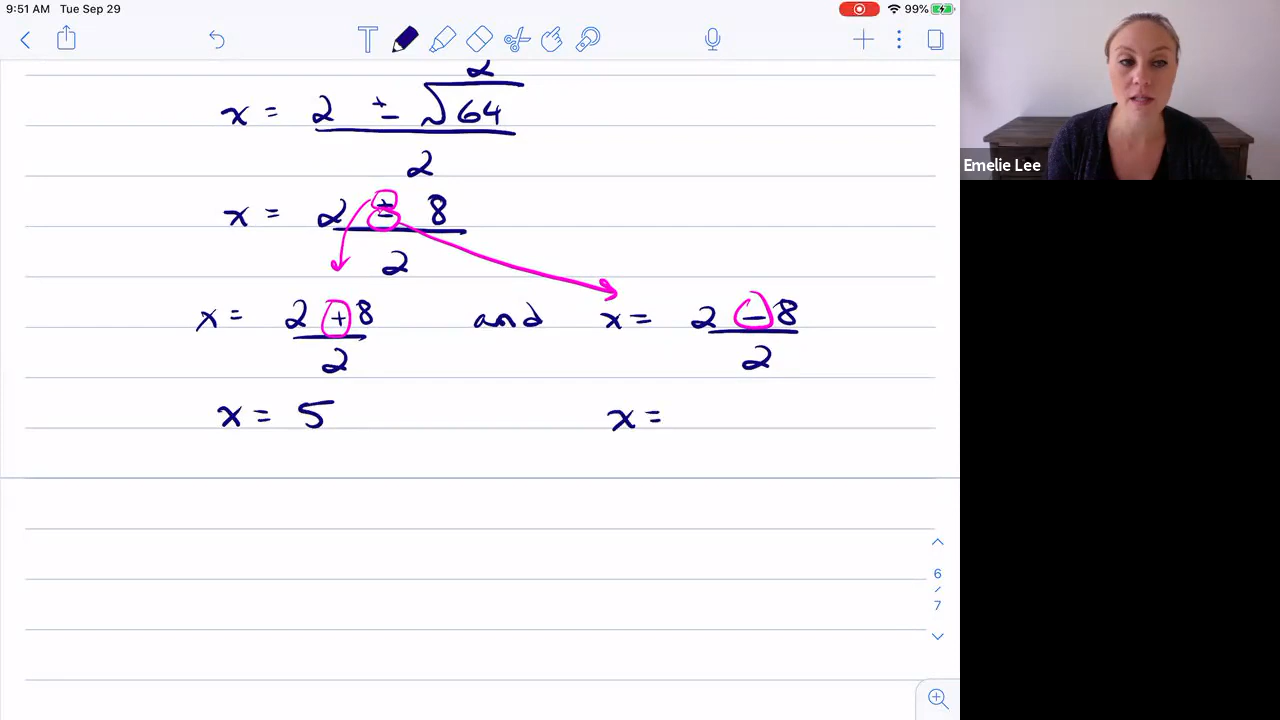 9:51 AM Tue Sep 29 99%
T
2
x = 2 ± √64
2
x = 2 ± 8
2
x = 2 + 8 and x = 2 - 8
2 2
x = 5 x =
6
/
7
Emelie Lee